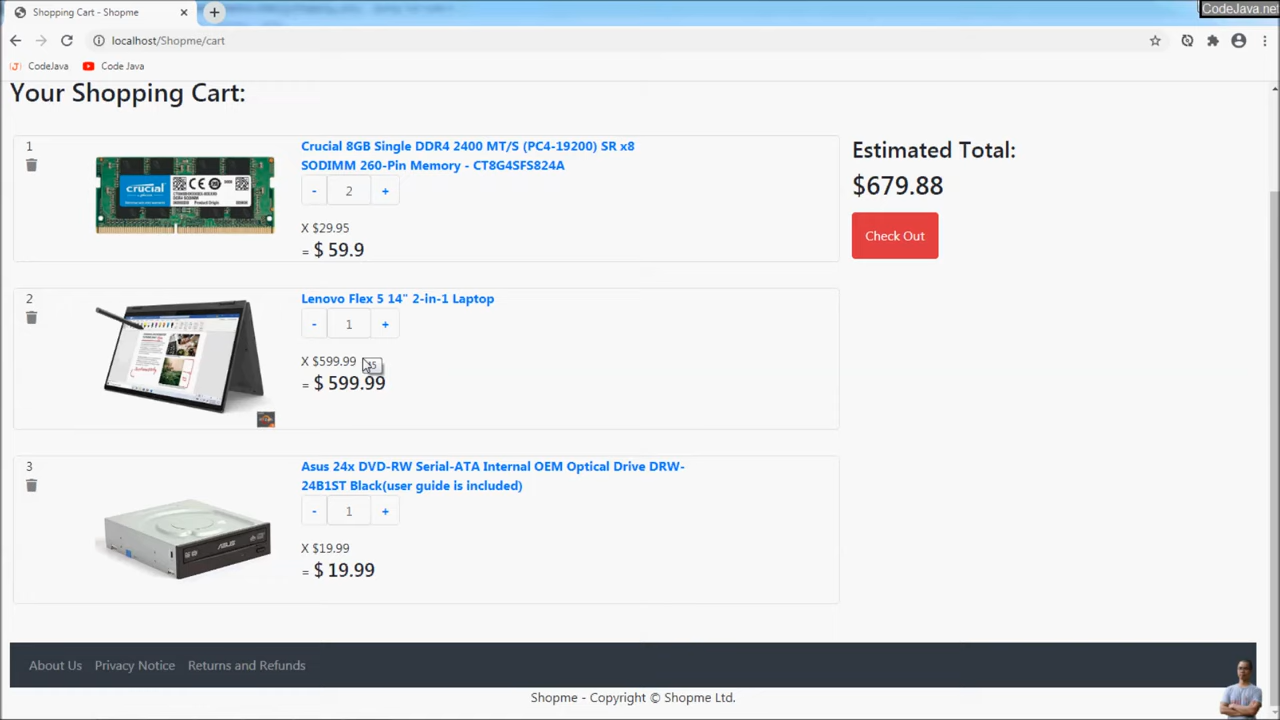 Shopping Cart - Shopme
CodeJava.net
localhost/Shopme/cart
CodeJava
Code Java
Your Shopping Cart:
1
crucial
Crucial 8GB Single DDR4 2400 MT/S (PC4-19200) SR x8
SODIMM 260-Pin Memory - CT8G4SFS824A
- 2 +
X $29.95
= $ 59.9
Estimated Total:
$679.88
Check Out
2
Lenovo Flex 5 14" 2-in-1 Laptop
- 1 +
X $599.99
= $ 599.99
3
ASUS
Asus 24x DVD-RW Serial-ATA Internal OEM Optical Drive DRW-
24B1ST Black(user guide is included)
- 1 +
X $19.99
= $ 19.99
About Us Privacy Notice Returns and Refunds
Shopme - Copyright © Shopme Ltd.